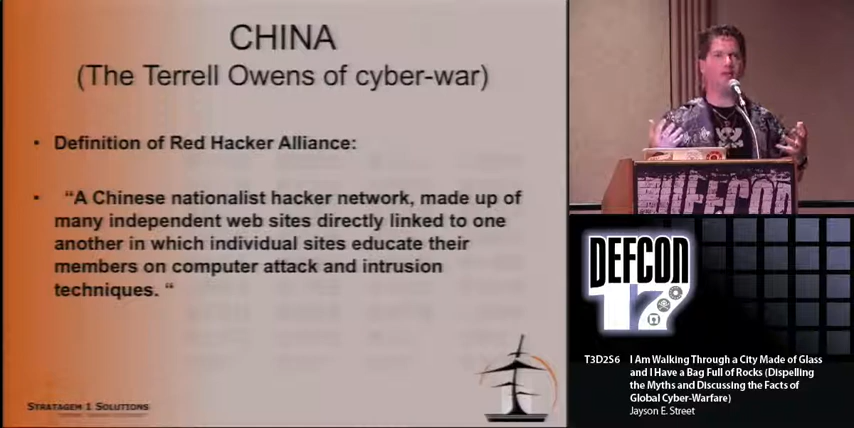 CHINA
(The Terrell Owens of cyber-war)
• Definition of Red Hacker Alliance:
• “A Chinese nationalist hacker network, made up of
many independent web sites directly linked to one
another in which individual sites educate their
members on computer attack and intrusion
techniques. “
STRATAGEM 1 SOLUTIONS
DEFCON
DEFCON
17
T3D2S6 I Am Walking Through a City Made of Glass
and I Have a Bag Full of Rocks (Dispelling
the Myths and Discussing the Facts of
Global Cyber-Warfare)
Jayson E. Street